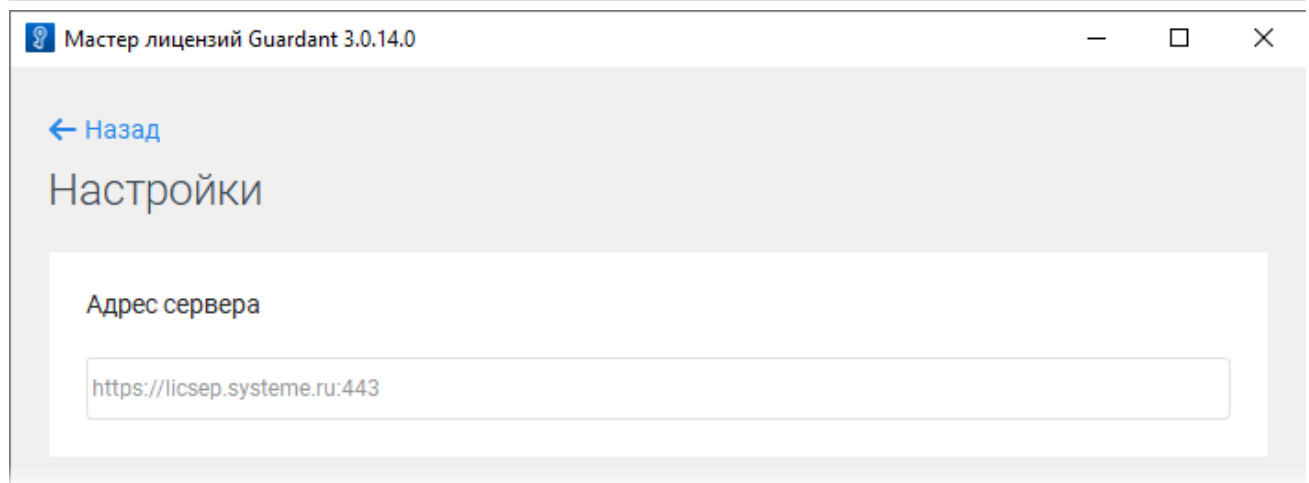 Мастер лицензий Guardant 3.0.14.0
Назад
Настройки
Адрес сервера
https://licsep.systeme.ru:443